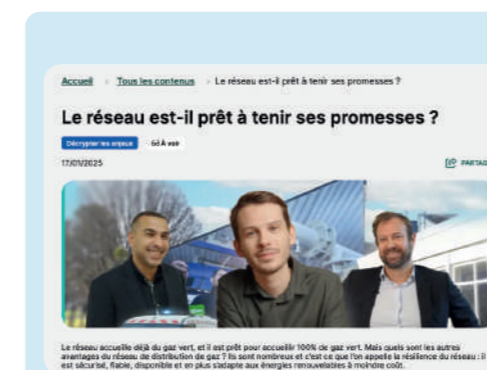 Accueil > Tous les contenus > Le réseau est-il prêt à tenir ses promesses ?
Le réseau est-il prêt à tenir ses promesses ?
Décrypter les enjeux À voir
17/01/2025 PARTAG
Le réseau accueille déjà du gaz vert, et il est prêt pour accueillir 100% de gaz vert. Mais quels sont les autres
avantages du réseau de distribution de gaz ? Ils sont nombreux et c'est ce que l'on appelle la résilience du réseau : il
est sécurisé, fiable, disponible et en plus s'adapte aux énergies renouvelables à moindre coût.